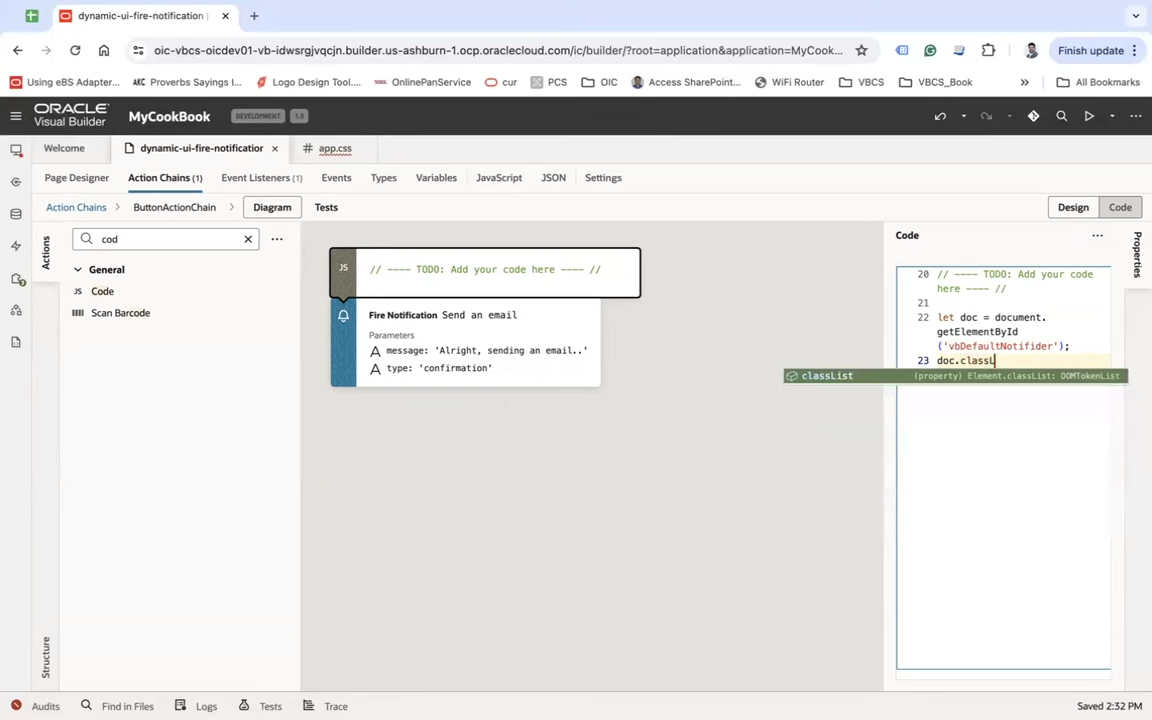 dynamic-ui-fire-notification |
oic-vbcs-oicdev01-vb-idwsrgjvqcjn.builder.us-ashburn-1.ocp.oraclecloud.com/ic/builder/?root=application&application=MyCook...
Finish update
Using eBS Adapter...
AKC Proverbs Sayings I...
Logo Design Tool....
OnlinePanService
cur
PCS
OIC
Access SharePoint...
WiFi Router
VBCS
VBCS_Book
»
All Bookmarks
ORACLE
Visual Builder
MyCookBook
DEVELOPMENT
1.0
Welcome
dynamic-ui-fire-notification
# app.css
Page Designer
Action Chains (1)
Event Listeners (1)
Events
Types
Variables
JavaScript
JSON
Settings
Action Chains
ButtonActionChain
Diagram
Tests
Design
Code
Actions
cod
General
JS Code
Scan Barcode
Structure
JS
// ---- TODO: Add your code here ---- //
Fire Notification Send an email
Parameters
A message: 'Alright, sending an email..'
A type: 'confirmation'
Code
Properties
20 // ---- TODO: Add your code
here ---- //
21
22 let doc = document.
getElementById
('vbDefaultNotifider');
23 doc.classL
classList (property) Element.classList: DOMTokenList
Audits
Find in Files
Logs
Tests
Trace
Saved 2:32 PM